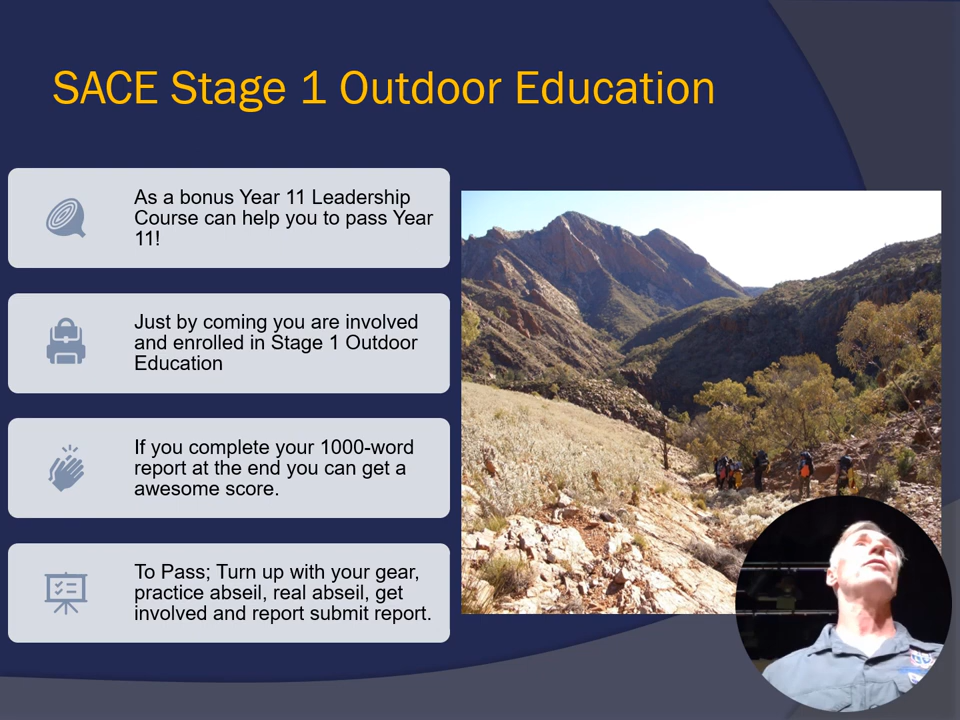 SACE Stage 1 Outdoor Education
As a bonus Year 11 Leadership
Course can help you to pass Year
11!
Just by coming you are involved
and enrolled in Stage 1 Outdoor
Education
If you complete your 1000-word
report at the end you can get a
awesome score.
To Pass; Turn up with your gear,
practice abseil, real abseil, get
involved and report submit report.